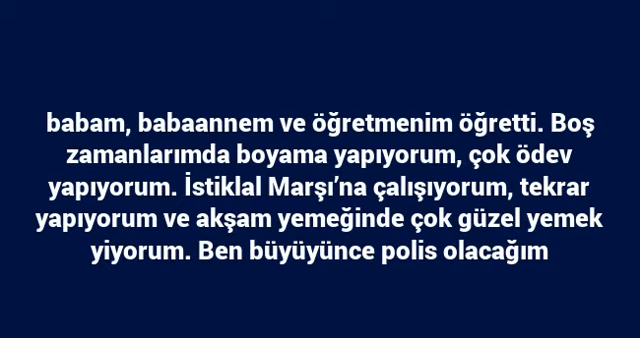 babam, babaannem ve öğretmenim öğretti. Boş
zamanlarımda boyama yapıyorum, çok ödev
yapıyorum. İstiklal Marşı’na çalışıyorum, tekrar
yapıyorum ve akşam yemeğinde çok güzel yemek
yiyorum. Ben büyüyünce polis olacağım